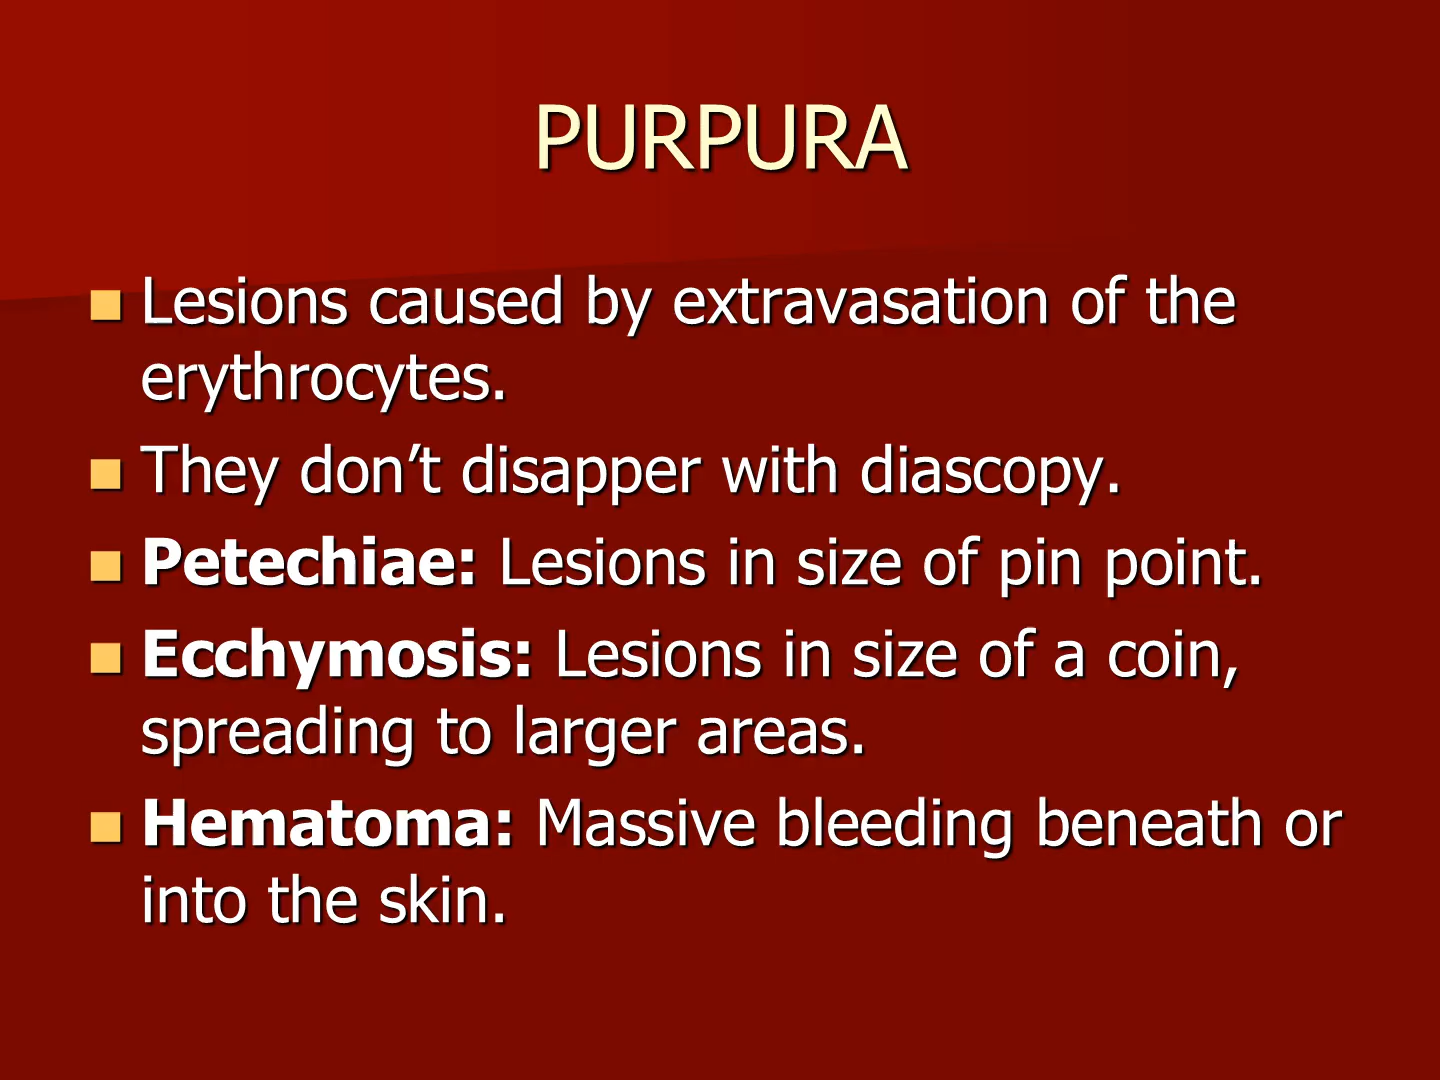 PURPURA
Lesions caused by extravasation of the
erythrocytes.
They don’t disapper with diascopy.
Petechiae: Lesions in size of pin point.
Ecchymosis: Lesions in size of a coin,
spreading to larger areas.
Hematoma: Massive bleeding beneath or
into the skin.